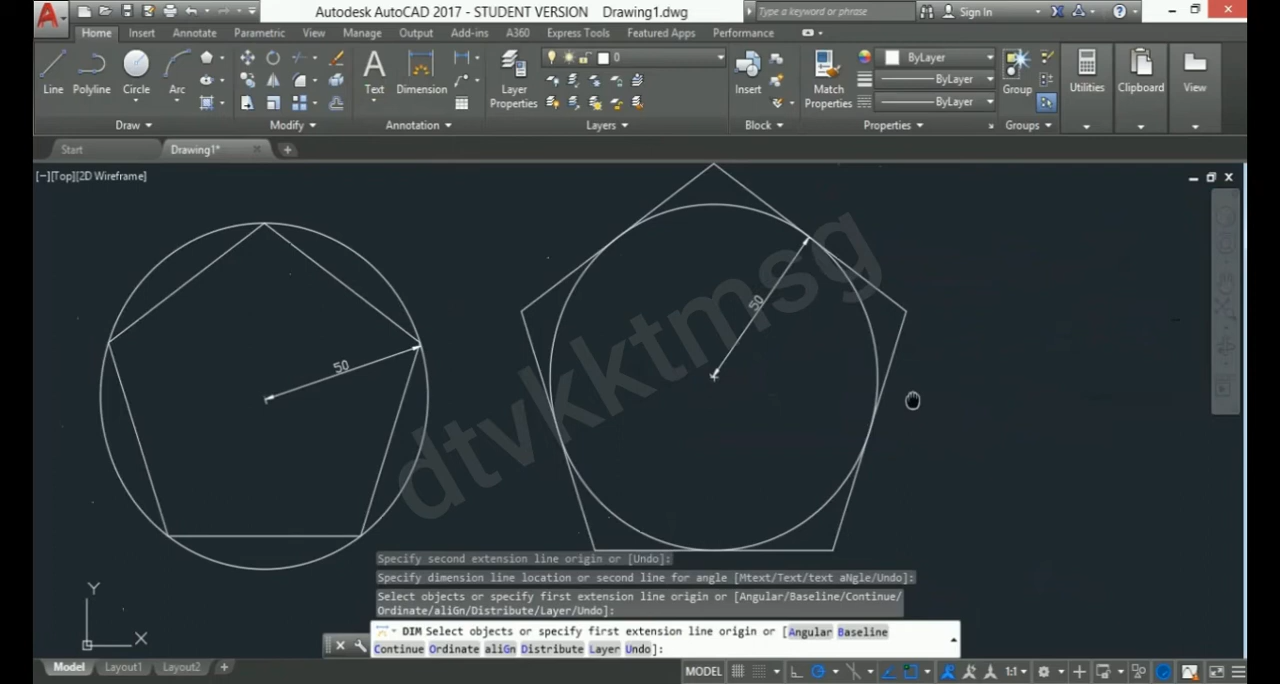 Autodesk AutoCAD 2017 - STUDENT VERSION Drawing1.dwg
Type a keyword or phrase
Sign In
Home Insert Annotate Parametric View Manage Output Add-ins A360 Express Tools Featured Apps Performance
Line Polyline Circle Arc
Text Dimension
Layer Properties
0
Insert
Match Properties
ByLayer
ByLayer
ByLayer
Group
Utilities
Clipboard
View
Draw Modify Annotation Layers Block Properties Groups
Start Drawing1* +
[−][Top][2D Wireframe]
50
50
dtvkktmsg
Specify second extension line origin or [Undo]:
Specify dimension line location or second line for angle [Mtext/Text/text aNgle/Undo]:
Select objects or specify first extension line origin or [Angular/Baseline/Continue/
Ordinate/aliGn/Distribute/Layer/Undo]:
DIM Select objects or specify first extension line origin or [Angular Baseline
Continue Ordinate aliGn Distribute Layer Undo]:
Y
X
Model Layout1 Layout2 +
MODEL 1:1